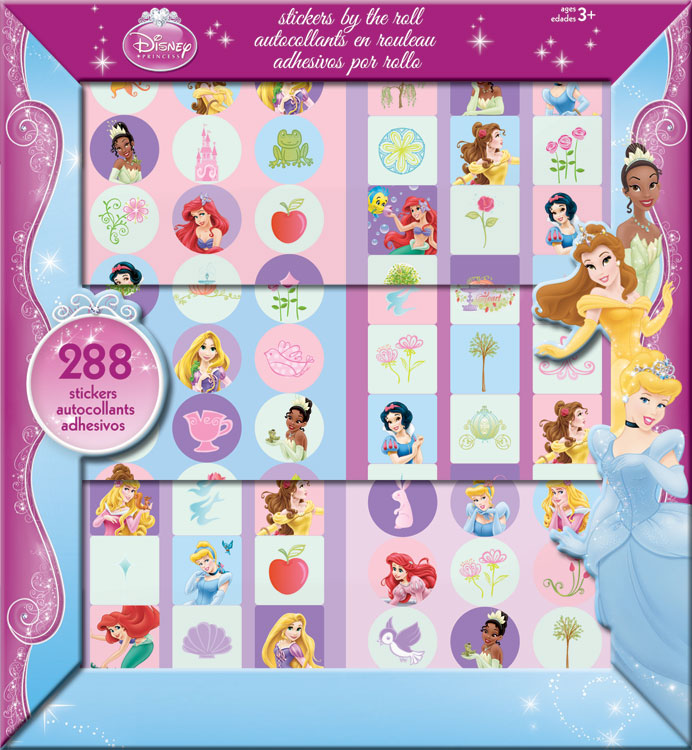 stickers by the roll
autocollants en rouleau
adhesivos por rollo
ages
edades 3+
Disney
PRINCESS
288
stickers
autocollants
adhesivos